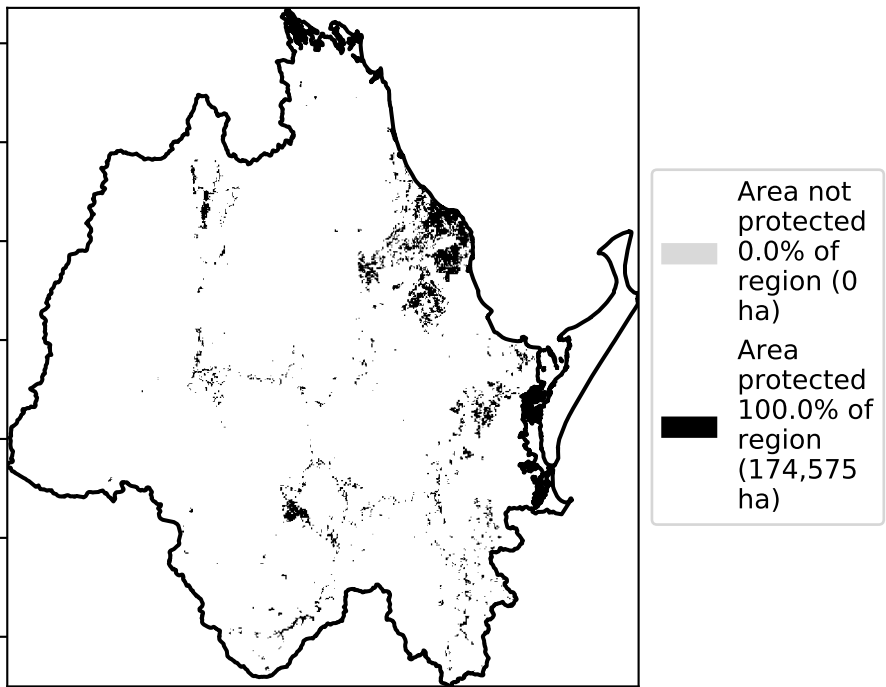 Area not
protected
0.0% of
region (0
ha)
Area
protected
100.0% of
region
(174,575
ha)